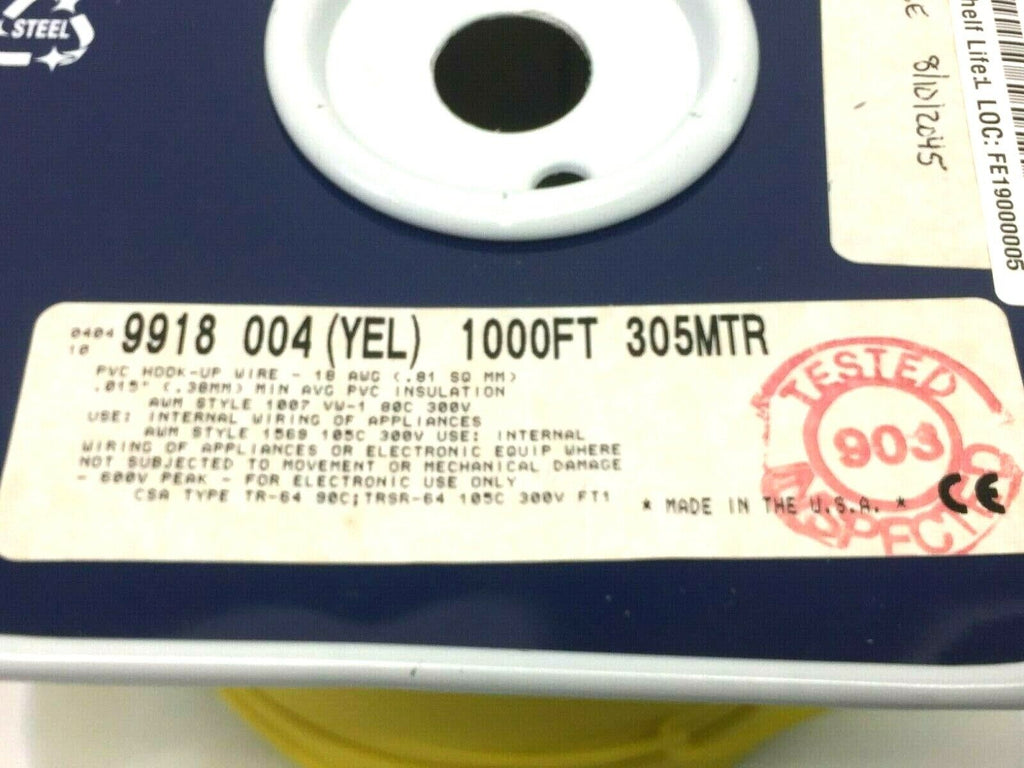 STEEL
8/10/2045
Shelf Life:L LOC: FE19000005
0404
10
9918 004 (YEL) 1000FT 305MTR
PVC HOOK-UP WIRE - 18 AWG (.81 SQ MM)
.015" (.38MM) MIN AVG PVC INSULATION
AWM STYLE 1007 VW-1 80C 300V
USE: INTERNAL WIRING OF APPLIANCES
AWM STYLE 1569 105C 300V USE: INTERNAL
WIRING OF APPLIANCES OR ELECTRONIC EQUIP WHERE
NOT SUBJECTED TO MOVEMENT OR MECHANICAL DAMAGE
- 600V PEAK - FOR ELECTRONIC USE ONLY
CSA TYPE TR-64 90C;TRSR-64 105C 300V FT1
* MADE IN THE U.S.A. * CE
TESTED
903